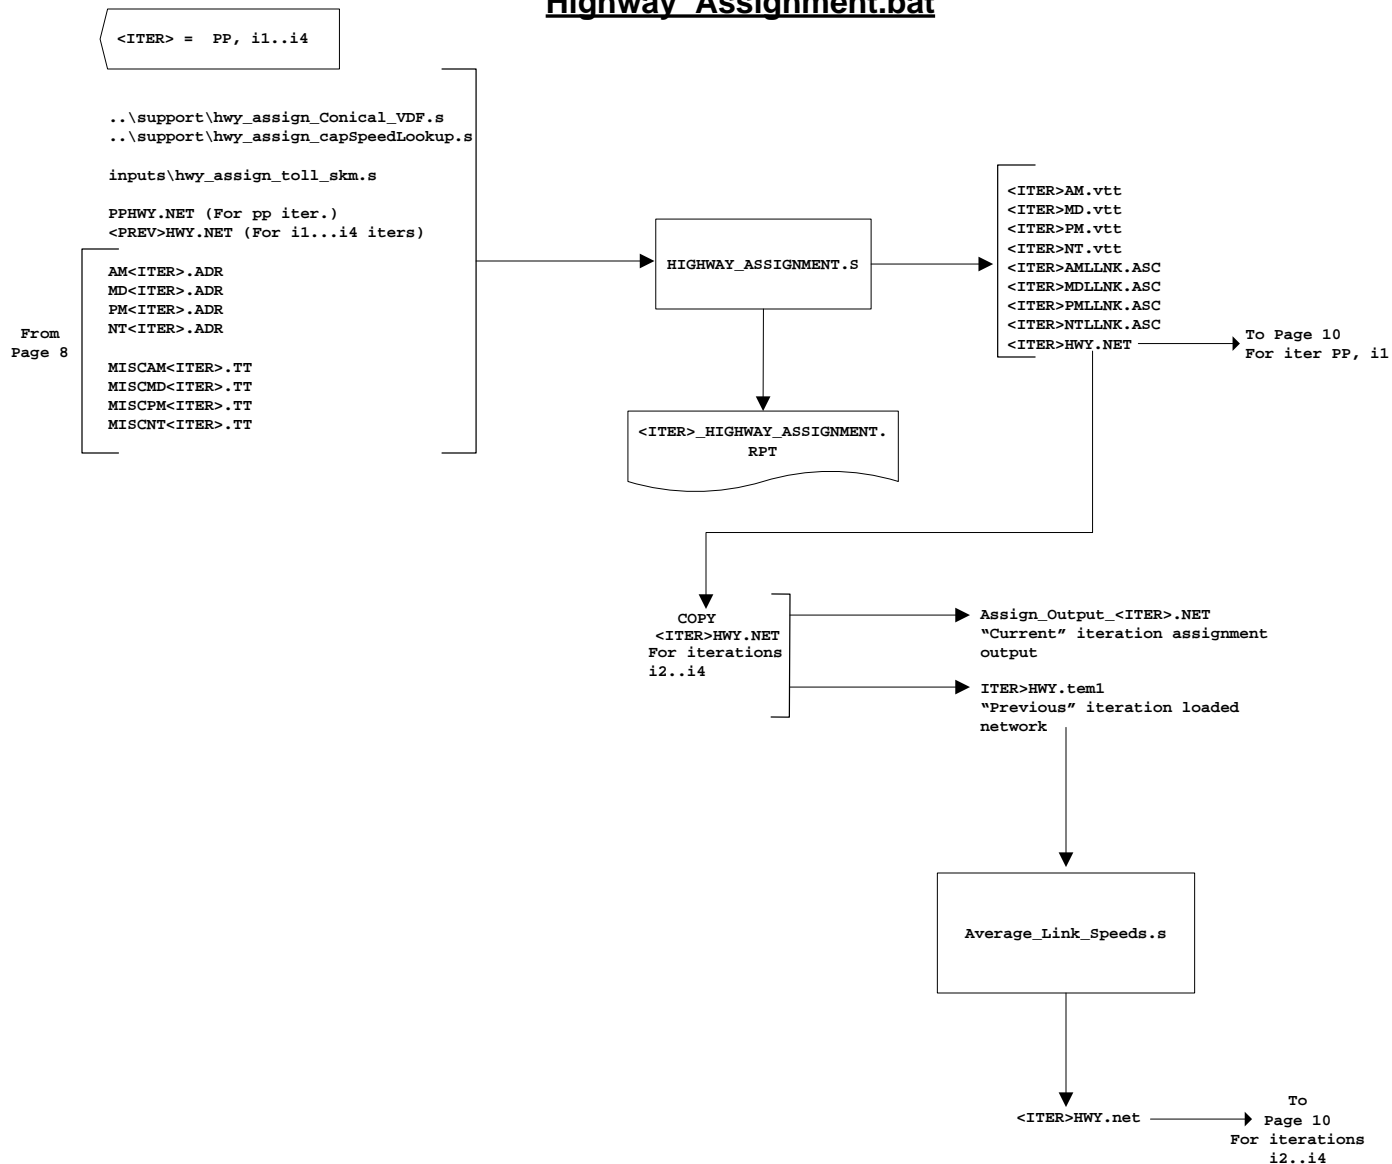 Highway_Assignment.bat
<ITER> = PP, i1..i4
..\support\hwy_assign_Conical_VDF.s
..\support\hwy_assign_capSpeedLookup.s
inputs\hwy_assign_toll_skm.s
PPHWY.NET (For pp iter.)
<PREV>HWY.NET (For i1...i4 iters)
From
Page 8
AM<ITER>.ADR
MD<ITER>.ADR
PM<ITER>.ADR
NT<ITER>.ADR
MISCAM<ITER>.TT
MISCMD<ITER>.TT
MISCPM<ITER>.TT
MISCNT<ITER>.TT
HIGHWAY_ASSIGNMENT.S
<ITER>_HIGHWAY_ASSIGNMENT.
RPT
<ITER>AM.vtt
<ITER>MD.vtt
<ITER>PM.vtt
<ITER>NT.vtt
<ITER>AMLLNK.ASC
<ITER>MDLLNK.ASC
<ITER>PMLLNK.ASC
<ITER>NTLLNK.ASC
<ITER>HWY.NET
To Page 10
For iter PP, i1
COPY
<ITER>HWY.NET
For iterations
i2..i4
Assign_Output_<ITER>.NET
“Current” iteration assignment
output
ITER>HWY.tem1
“Previous” iteration loaded
network
Average_Link_Speeds.s
<ITER>HWY.net
To
Page 10
For iterations
i2..i4